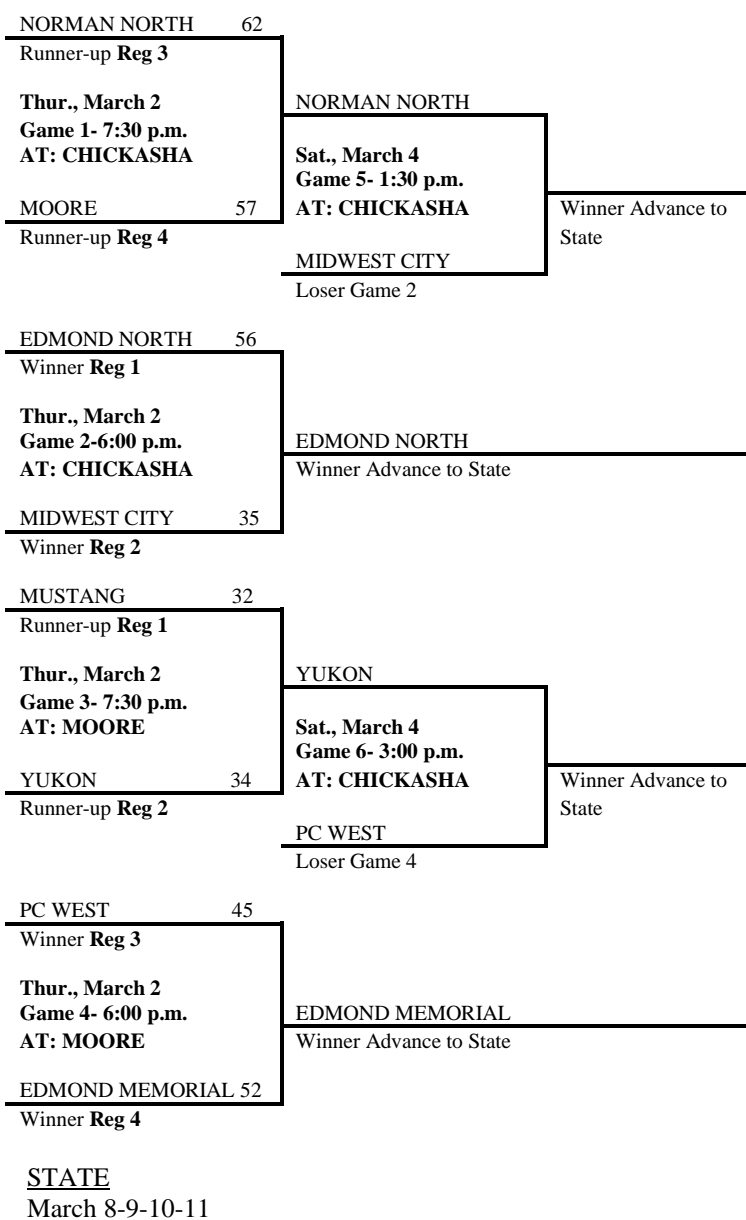 NORMAN NORTH 62
Runner-up Reg 3
Thur., March 2
Game 1- 7:30 p.m.
AT: CHICKASHA
MOORE 57
Runner-up Reg 4
NORMAN NORTH
Sat., March 4
Game 5- 1:30 p.m.
AT: CHICKASHA
MIDWEST CITY
Loser Game 2
Winner Advance to
State
EDMOND NORTH 56
Winner Reg 1
Thur., March 2
Game 2-6:00 p.m.
AT: CHICKASHA
MIDWEST CITY 35
Winner Reg 2
EDMOND NORTH
Winner Advance to State
MUSTANG 32
Runner-up Reg 1
Thur., March 2
Game 3- 7:30 p.m.
AT: MOORE
YUKON 34
Runner-up Reg 2
YUKON
Sat., March 4
Game 6- 3:00 p.m.
AT: CHICKASHA
PC WEST
Loser Game 4
Winner Advance to
State
PC WEST 45
Winner Reg 3
Thur., March 2
Game 4- 6:00 p.m.
AT: MOORE
EDMOND MEMORIAL 52
Winner Reg 4
EDMOND MEMORIAL
Winner Advance to State
STATE
March 8-9-10-11